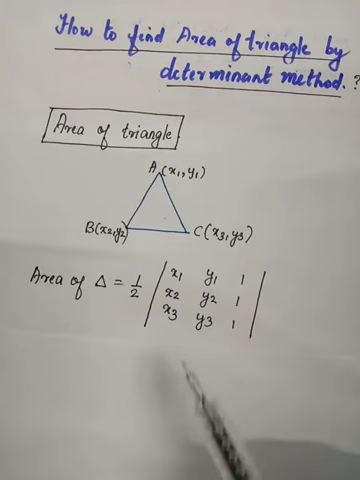 How to find Area of triangle by
determinant method.?
Area of triangle
A(x₁,y₁)
B(x₂,y₂) C(x₃,y₃)
Area of Δ = 1/2 | x₁ y₁ 1 |
| x₂ y₂ 1 |
| x₃ y₃ 1 |